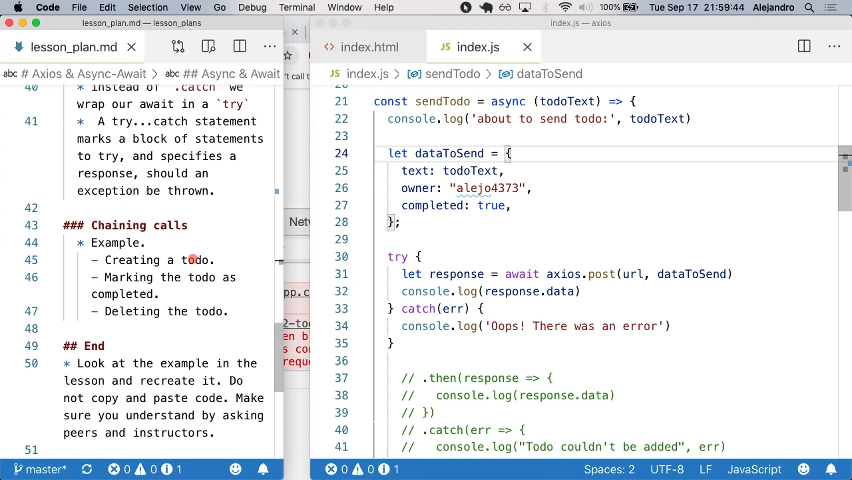 Code File Edit Selection View Go Debug Terminal Window Help 100% Tue Sep 17 21:59:44 Alejandro
lesson_plan.md — lesson_plans
index.js — axios
lesson_plan.md
index.html
index.js
# Axios & Async-Await
## Async & Await
index.js > sendTodo > dataToSend
40 * instead of `.catch` we
wrap our await in a `try`
41 * A try...catch statement
marks a block of statements
to try, and specifies a
response, should an
exception be thrown.
42
43 ### Chaining calls
44 * Example.
45 - Creating a todo.
46 - Marking the todo as
completed.
47 - Deleting the todo.
48
49 ## End
50 * Look at the example in the
lesson and recreate it. Do
not copy and paste code. Make
sure you understand by asking
peers and instructors.
51
't call t
Netw
pp.c
2-too
en bl
s con
reque
20
21 const sendTodo = async (todoText) => {
22 console.log('about to send todo:', todoText)
23
24 let dataToSend = {
25 text: todoText,
26 owner: "alejo4373",
27 completed: true,
28 };
29
30 try {
31 let response = await axios.post(url, dataToSend)
32 console.log(response.data)
33 } catch(err) {
34 console.log('Oops! There was an error')
35 }
36
37 // .then(response => {
38 // console.log(response.data)
39 // })
40 // .catch(err => {
41 // console.log("Todo couldn't be added", err)
master* 0 0 1
0 0 1 Spaces: 2 UTF-8 LF JavaScript